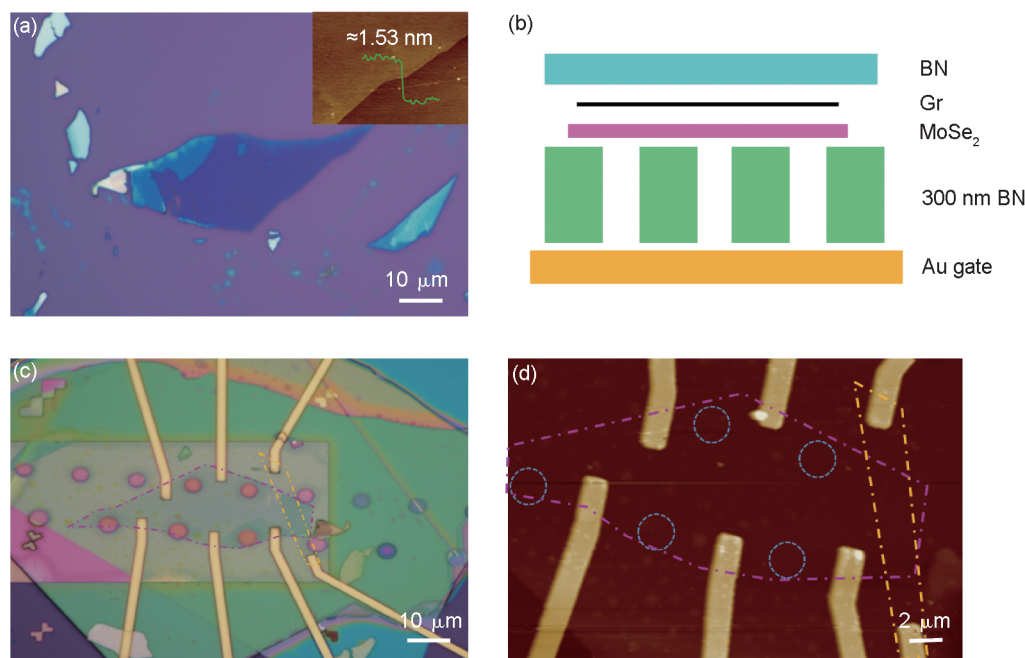 (a)
≈1.53 nm
10 μm
(b)
BN
Gr
MoSe₂
300 nm BN
Au gate
(c)
10 μm
(d)
2 μm